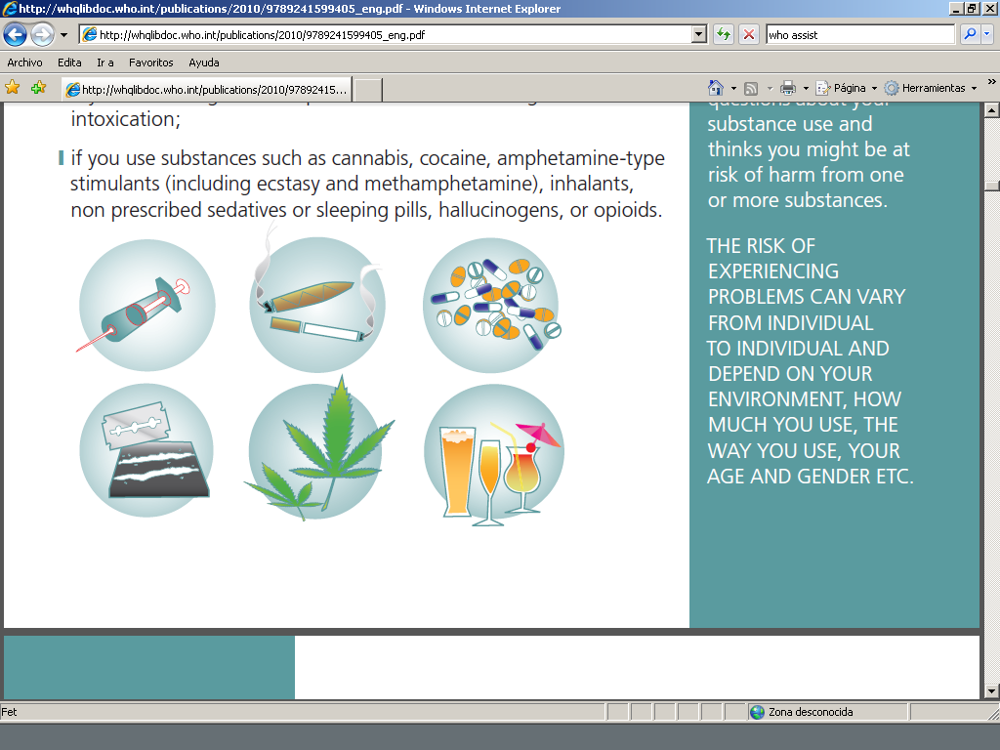 http://whqlibdoc.who.int/publications/2010/9789241599405_eng.pdf - Windows Internet Explorer
http://whqlibdoc.who.int/publications/2010/9789241599405_eng.pdf
who assist
Archivo Edita Ir a Favoritos Ayuda
http://whqlibdoc.who.int/publications/2010/97892415...
Página Herramientas »
intoxication;
if you use substances such as cannabis, cocaine, amphetamine-type
stimulants (including ecstasy and methamphetamine), inhalants,
non prescribed sedatives or sleeping pills, hallucinogens, or opioids.
questions about your
substance use and
thinks you might be at
risk of harm from one
or more substances.
THE RISK OF
EXPERIENCING
PROBLEMS CAN VARY
FROM INDIVIDUAL
TO INDIVIDUAL AND
DEPEND ON YOUR
ENVIRONMENT, HOW
MUCH YOU USE, THE
WAY YOU USE, YOUR
AGE AND GENDER ETC.
Fet
Zona desconocida